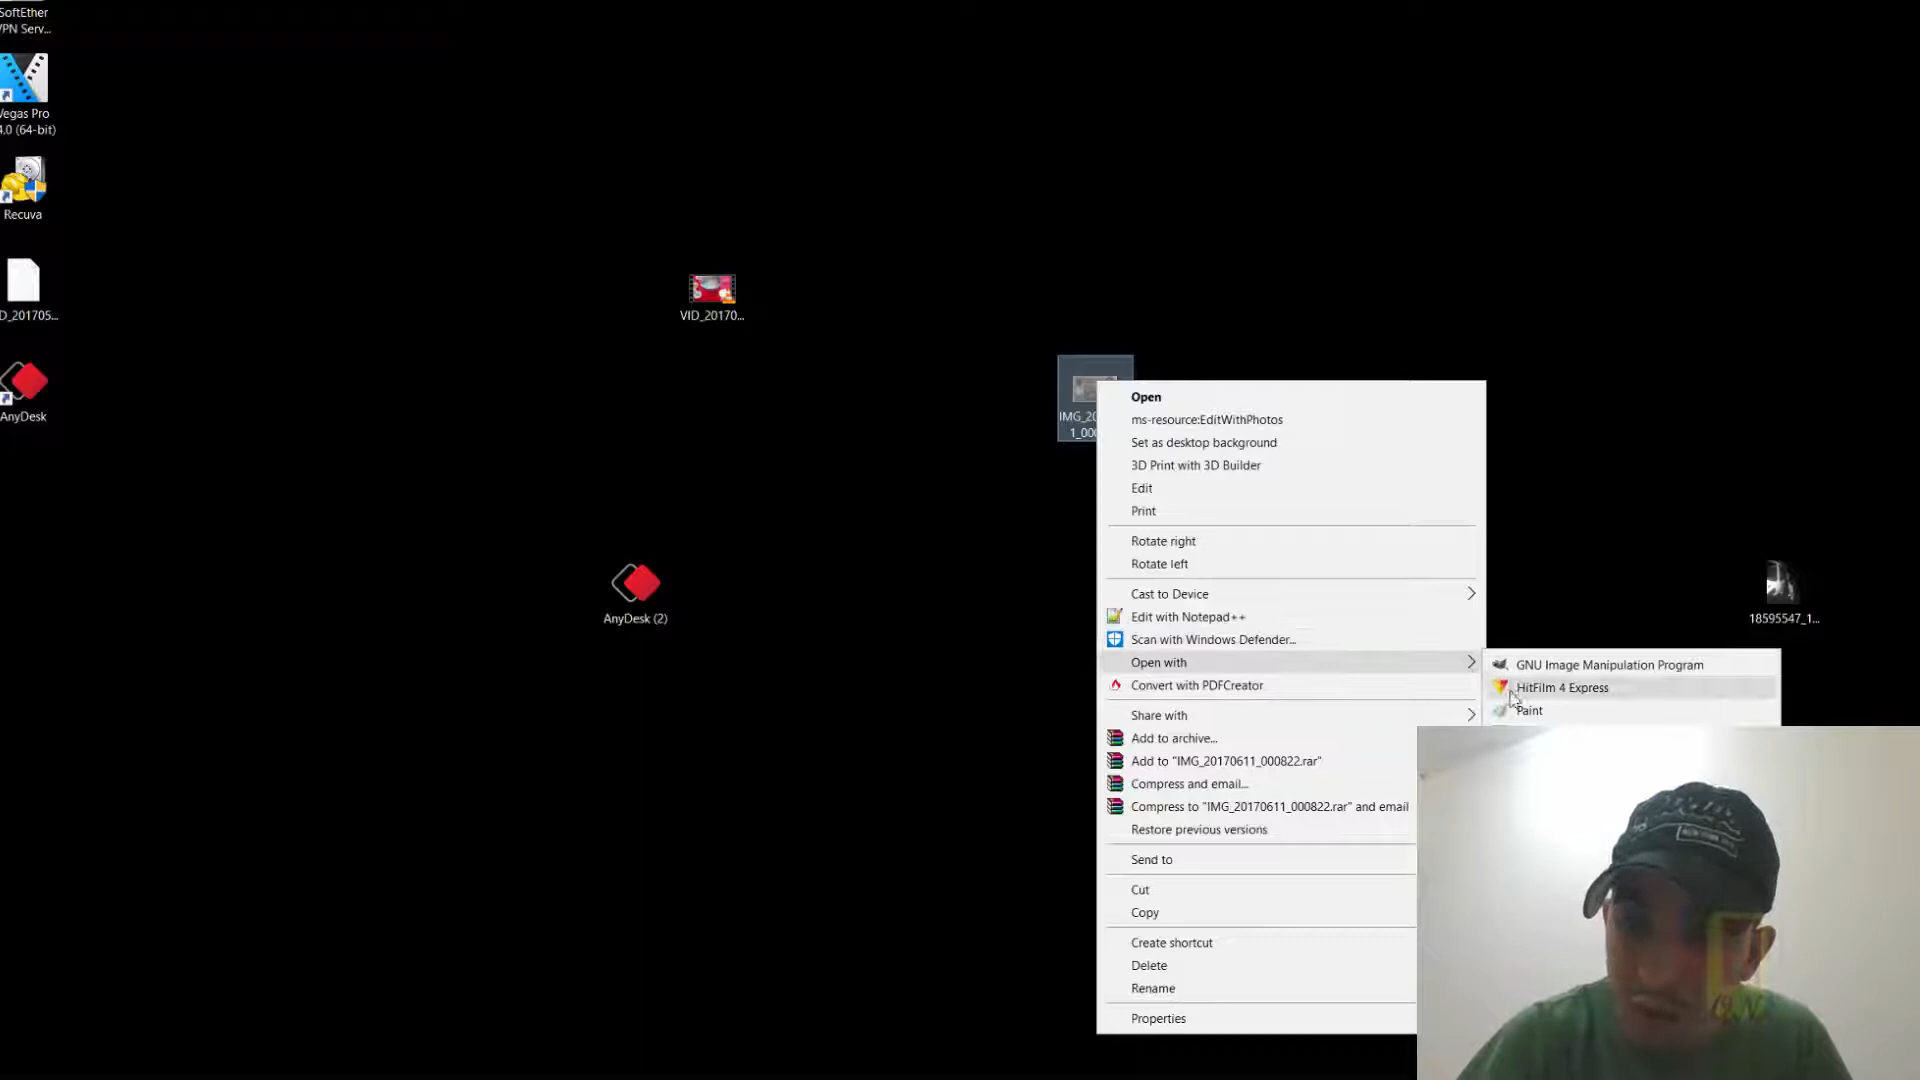 SoftEther
VPN Serv...
Vegas Pro
4.0 (64-bit)
Recuva
D_201705...
AnyDesk
VID_20170...
AnyDesk (2)
IMG_20
1_000
18595547_1...
Open
ms-resource:EditWithPhotos
Set as desktop background
3D Print with 3D Builder
Edit
Print
Rotate right
Rotate left
Cast to Device
Edit with Notepad++
Scan with Windows Defender...
Open with
Convert with PDFCreator
Share with
Add to archive...
Add to "IMG_20170611_000822.rar"
Compress and email...
Compress to "IMG_20170611_000822.rar" and email
Restore previous versions
Send to
Cut
Copy
Create shortcut
Delete
Rename
Properties
GNU Image Manipulation Program
HitFilm 4 Express
Paint